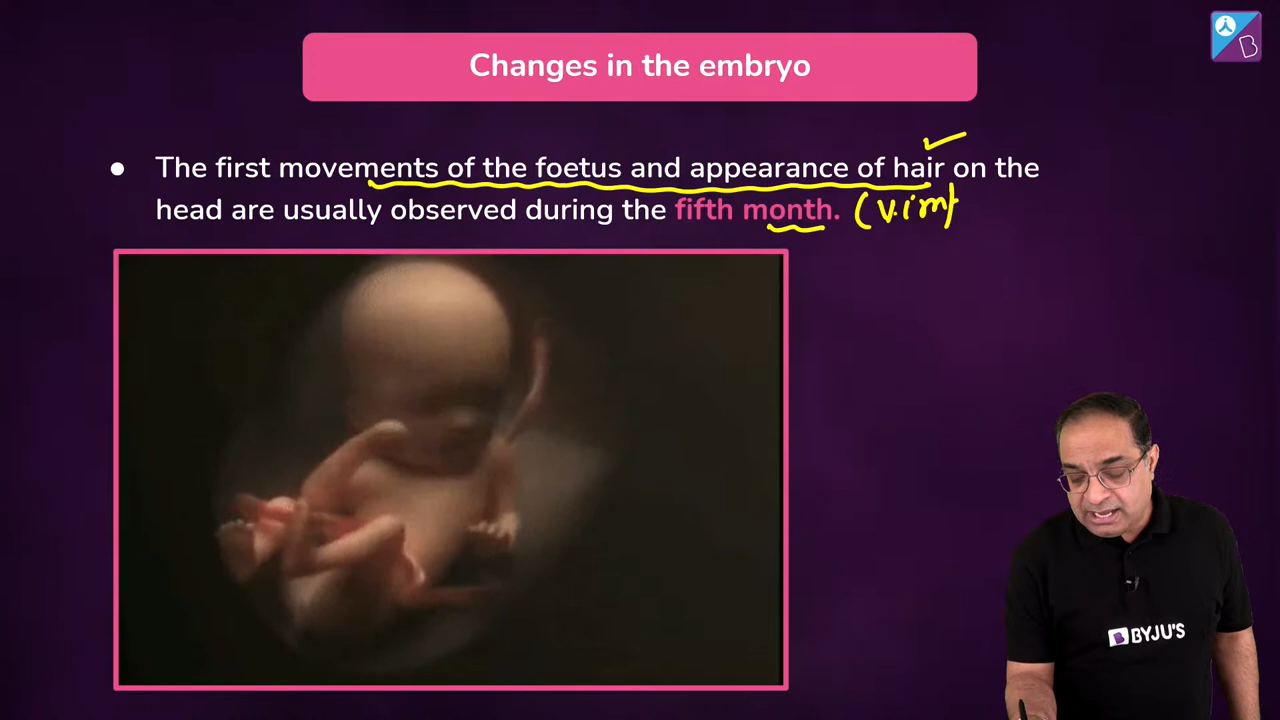 Changes in the embryo
● The first movements of the foetus and appearance of hair on the
head are usually observed during the fifth month. (v.imt)
BYJU'S